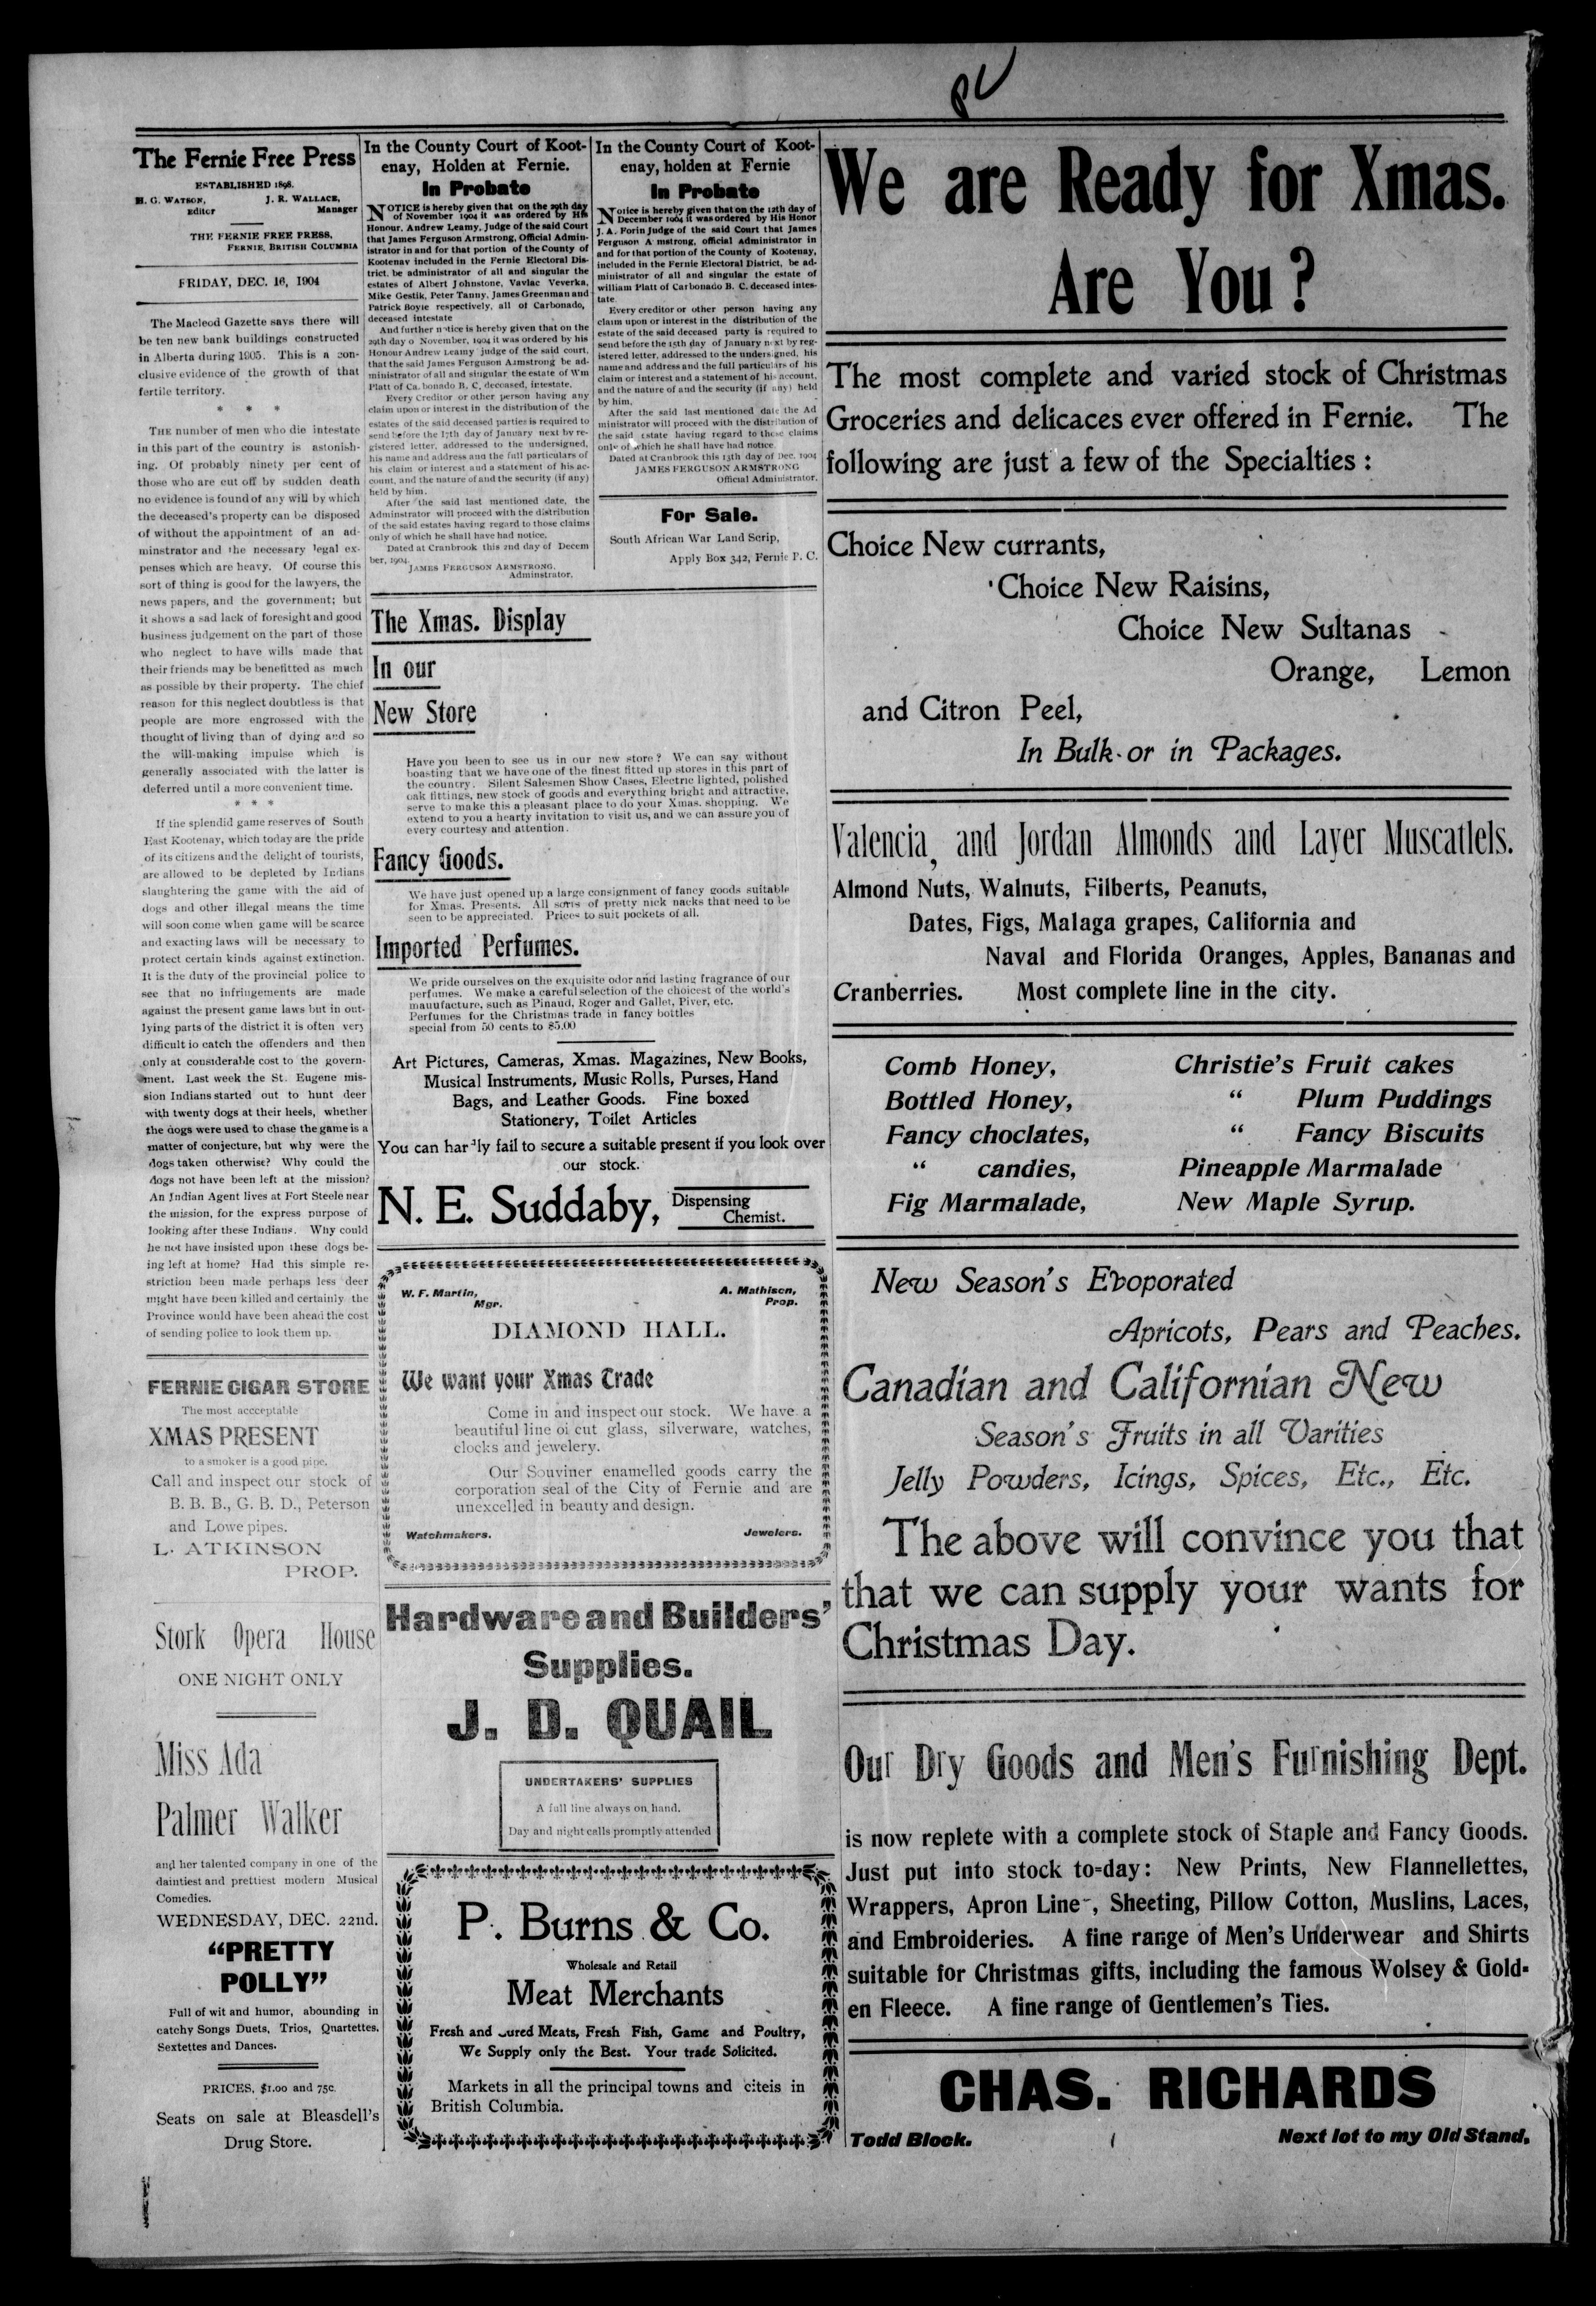 The Fernie Free Press
ESTABLISHED 1898.
H. G. WATSON, J. R. WALLACE,
Editor Manager
THE FERNIE FREE PRESS,
FERNIE, BRITISH COLUMBIA
FRIDAY, DEC. 16, 1904
The Macleod Gazette says there will
be ten new bank buildings constructed
in Alberta during 1905. This is a con-
clusive evidence of the growth of that
fertile territory.
* * *
THE number of men who die intestate
in this part of the country is astonish-
ing. Of probably ninety per cent of
those who are cut off by sudden death
no evidence is found of any will by which
the deceased's property can be disposed
of without the appointment of an ad-
minstrator and the necessary legal ex-
penses which are heavy. Of course this
sort of thing is good for the lawyers, the
news papers, and the government; but
it shows a sad lack of foresight and good
business judgement on the part of those
who neglect to have wills made that
their friends may be benefitted as much
as possible by their property. The chief
reason for this neglect doubtless is that
people are more engrossed with the
thought of living than of dying and so
the will-making impulse which is
generally associated with the latter is
deferred until a more convenient time.
* * *
If the splendid game reserves of South
East Kootenay, which today are the pride
of its citizens and the delight of tourists,
are allowed to be depleted by Indians
slaughtering the game with the aid of
dogs and other illegal means the time
will soon come when game will be scarce
and exacting laws will be necessary to
protect certain kinds against extinction.
It is the duty of the provincial police to
see that no infringements are made
against the present game laws but in out-
lying parts of the district it is often very
difficult io catch the offenders and then
only at considerable cost to the govern-
ment. Last week the St. Eugene mis-
sion Indians started out to hunt deer
with twenty dogs at their heels, whether
the dogs were used to chase the game is a
matter of conjecture, but why were the
dogs taken otherwise? Why could the
dogs not have been left at the mission?
An Indian Agent lives at Fort Steele near
the mission, for the express purpose of
looking after these Indians. Why could
he not have insisted upon these dogs be-
ing left at home? Had this simple re-
striction been made perhaps less deer
might have been killed and certainly the
Province would have been ahead the cost
of sending police to look them up.
FERNIE CIGAR STORE
The most accceptable
XMAS PRESENT
to a smoker is a good pipe.
Call and inspect our stock of
B. B. B., G. B. D., Peterson
and Lowe pipes.
L. ATKINSON
PROP.
Stork Opera House
ONE NIGHT ONLY
Miss Ada
Palmer Walker
and her talented company in one of the
daintiest and prettiest modern Musical
Comedies.
WEDNESDAY, DEC. 22nd.
"PRETTY
POLLY"
Full of wit and humor, abounding in
catchy Songs Duets, Trios, Quartettes,
Sextettes and Dances.
PRICES, $1.00 and 75c.
Seats on sale at Bleasdell's
Drug Store.
In the County Court of Koot-
enay, Holden at Fernie.
In Probate
NOTICE is hereby given that on the 29th day
of November 1904 it was ordered by His
Honour, Andrew Leamy, Judge of the said Court
that James Ferguson Armstrong, Official Admin-
istrator in and for that portion of the County of
Kootenay included in the Fernie Electoral Dis-
trict, be administrator of all and singular the
estates of Albert Johnstone, Vavlac Veverka,
Mike Gestik, Peter Tanny, James Greenman and
Patrick Boyle respectively, all of Carbonado,
deceased intestate
And further notice is hereby given that on the
29th day o November, 1904 it was ordered by his
Honour Andrew Leamy judge of the said court,
that the said James Ferguson Azmstrong be ad-
ministrator of all and singular the estate of Wm
Platt of Ca.bonado B. C. deceased, intestate.
Every Creditor or other person having any
claim upon or interest in the distribution of the
estates of the said deceased parties is required to
send before the 17th day of January next by re-
gistered letter, addressed to the undersigned,
his name and address and the full particulars of
his claim or interest and a statement of his ac-
count, and the nature of and the security (if any)
held by him.
After the said last mentioned date, the
Adminstrator will proceed with the distribution
of the said estates having regard to those claims
only of which he shall have had notice.
Dated at Cranbrook this 2nd day of Decem
ber, 1904.
JAMES FERGUSON ARMSTRONG,
Adminstrator.
In the County Court of Koot-
enay, holden at Fernie
In Probate
Notice is hereby given that on the 12th day of
December 1904 it was ordered by His Honor
J. A. Forin Judge of the said Court that James
Ferguson A mstrong, official Administrator in
and for that portion of the County of Kootenay,
included in the Fernie Electoral District, be ad-
ministrator of all and singular the estate of
william Platt of Carbonado B. C. deceased intes-
tate
Every creditor or other person having any
claim upon or interest in the distribution of the
estate of the said deceased party is required to
send before the 15th day of January next by reg-
istered letter, addressed to the undersigned, his
name and address and the full particulars of his
claim or interest and a statement of his account,
and the nature of and the security (if any) held
by him.
After the said last mentioned date the Ad
ministrator will proceed with the distribution of
the said estate having regard to these claims
only of which he shall have had notice.
Dated at Cranbrook this 13th day of Dec. 1904
JAMES FERGUSON ARMSTRONG
Official Administrator.
For Sale.
South African War Land Scrip,
Apply Box 342, Fernie P. C.
The Xmas. Display
In our
New Store
Have you been to see us in our new store? We can say without
boasting that we have one of the finest fitted up stores in this part of
the country. Silent Salesmen Show Cases, Electric lighted, polished
oak fittings, new stock of goods and everything bright and attractive,
serve to make this a pleasant place to do your Xmas. shopping. We
extend to you a hearty invitation to visit us, and we can assure you of
every courtesy and attention.
Fancy Goods.
We have just opened up a large consignment of fancy goods suitable
for Xmas. Presents. All sorts of pretty nick nacks that need to be
seen to be appreciated. Prices to suit pockets of all.
Imported Perfumes.
We pride ourselves on the exquisite odor and lasting fragrance of our
perfumes. We make a careful selection of the choicest of the world's
manufacture, such as Pinaud, Roger and Gallet, Piver, etc.
Perfumes for the Christmas trade in fancy bottles
special from 50 cents to $5.00
Art Pictures, Cameras, Xmas. Magazines, New Books,
Musical Instruments, Music Rolls, Purses, Hand
Bags, and Leather Goods. Fine boxed
Stationery, Toilet Articles
You can hardly fail to secure a suitable present if you look over
our stock.
N. E. Suddaby, Dispensing
Chemist.
W. F. Martin, A. Mathison,
Mgr. Prop.
DIAMOND HALL.
We want your Xmas Trade
Come in and inspect our stock. We have a
beautiful line oi cut glass, silverware, watches,
clocks and jewelery.
Our Souviner enamelled goods carry the
corporation seal of the City of Fernie and are
unexcelled in beauty and design.
Watchmakers. Jewelers.
Hardware and Builders'
Supplies.
J. D. QUAIL
UNDERTAKERS' SUPPLIES
A full line always on hand.
Day and night calls promptly attended
P. Burns & Co.
Wholesale and Retail
Meat Merchants
Fresh and Cured Meats, Fresh Fish, Game and Poultry,
We Supply only the Best. Your trade Solicited.
Markets in all the principal towns and citeis in
British Columbia.
We are Ready for Xmas.
Are You?
The most complete and varied stock of Christmas
Groceries and delicaces ever offered in Fernie. The
following are just a few of the Specialties :
Choice New currants,
Choice New Raisins,
Choice New Sultanas
Orange, Lemon
and Citron Peel,
In Bulk or in Packages.
Valencia, and Jordan Almonds and Layer Muscatlels.
Almond Nuts, Walnuts, Filberts, Peanuts,
Dates, Figs, Malaga grapes, California and
Naval and Florida Oranges, Apples, Bananas and
Cranberries. Most complete line in the city.
Comb Honey, Christie's Fruit cakes
Bottled Honey, " Plum Puddings
Fancy choclates, " Fancy Biscuits
" candies, Pineapple Marmalade
Fig Marmalade, New Maple Syrup.
New Season's Evoporated
Apricots, Pears and Peaches.
Canadian and Californian New
Season's Fruits in all Varities
Jelly Powders, Icings, Spices, Etc., Etc.
The above will convince you that
that we can supply your wants for
Christmas Day.
Our Dry Goods and Men's Furnishing Dept.
is now replete with a complete stock of Staple and Fancy Goods.
Just put into stock to-day: New Prints, New Flannellettes,
Wrappers, Apron Line , Sheeting, Pillow Cotton, Muslins, Laces,
and Embroideries. A fine range of Men's Underwear and Shirts
suitable for Christmas gifts, including the famous Wolsey & Gold-
en Fleece. A fine range of Gentlemen's Ties.
CHAS. RICHARDS
Todd Block. Next lot to my Old Stand.